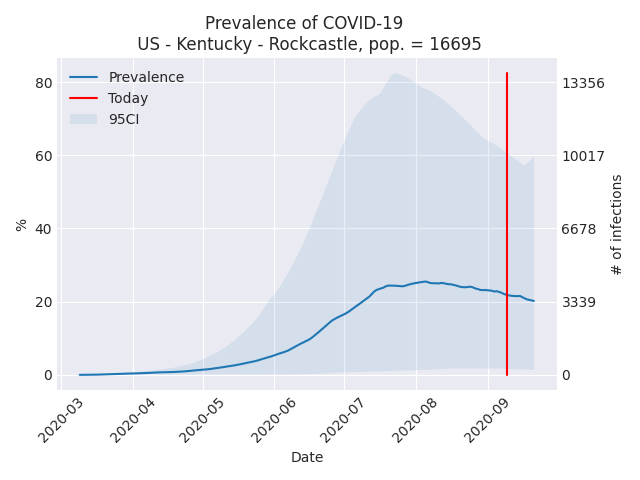 Prevalence of COVID-19
US - Kentucky - Rockcastle, pop. = 16695
Prevalence
Today
95CI
80
60
40
20
0
%
13356
10017
6678
3339
0
# of infections
2020-03
2020-04
2020-05
2020-06
2020-07
2020-08
2020-09
Date